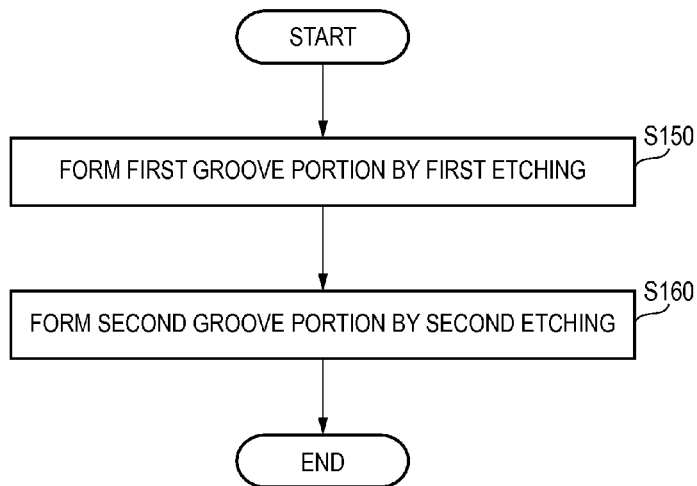 START
S150
FORM FIRST GROOVE PORTION BY FIRST ETCHING
S160
FORM SECOND GROOVE PORTION BY SECOND ETCHING
END